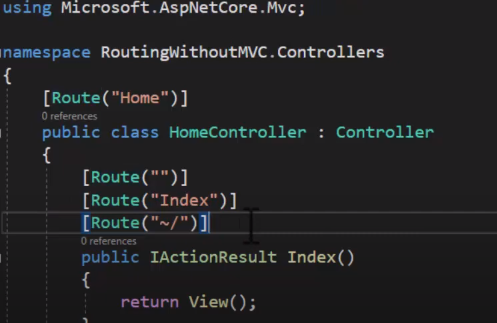 using Microsoft.AspNetCore.Mvc;
namespace RoutingWithoutMVC.Controllers
{
[Route("Home")]
0 references
public class HomeController : Controller
{
[Route("")]
[Route("Index")]
[Route("~/")]
0 references
public IActionResult Index()
{
return View();
}